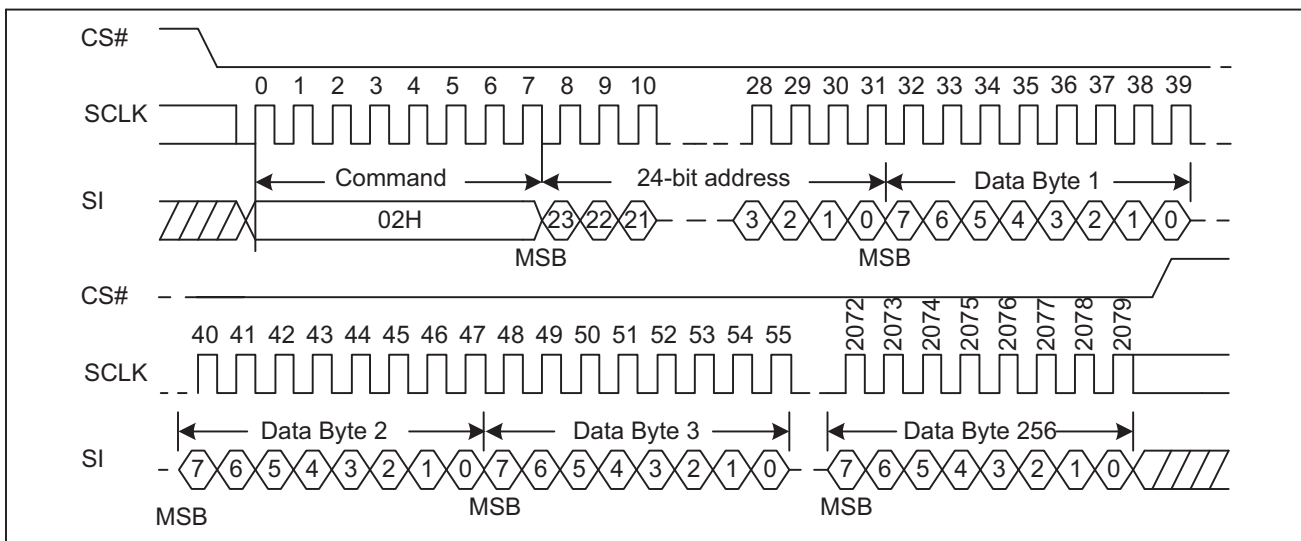 CS#
0 1 2 3 4 5 6 7 8 9 10 28 29 30 31 32 33 34 35 36 37 38 39
SCLK
Command 24-bit address Data Byte 1
SI
02H 23 22 21 3 2 1 0 7 6 5 4 3 2 1 0
MSB MSB
CS#
40 41 42 43 44 45 46 47 48 49 50 51 52 53 54 55 2072 2073 2074 2075 2076 2077 2078 2079
SCLK
Data Byte 2 Data Byte 3 Data Byte 256
SI
7 6 5 4 3 2 1 0 7 6 5 4 3 2 1 0 7 6 5 4 3 2 1 0
MSB MSB MSB